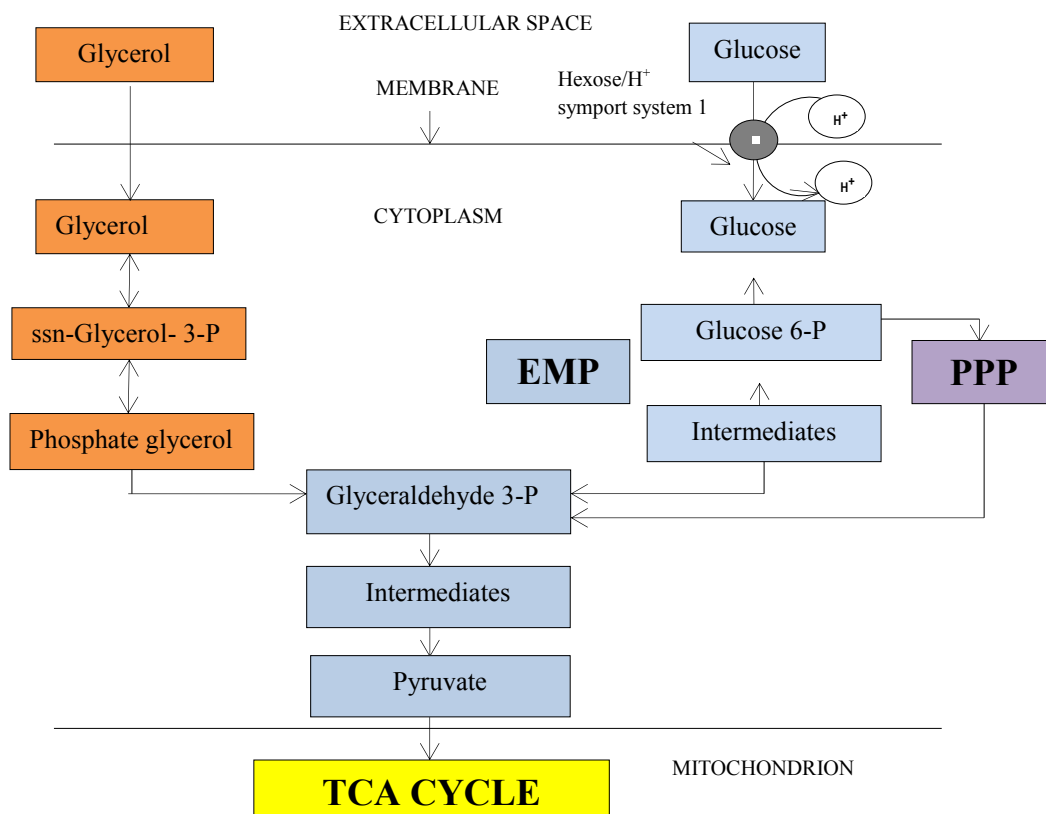 EXTRACELLULAR SPACE
Glycerol
Glucose
MEMBRANE
Hexose/H⁺
symport system 1
H⁺
H⁺
CYTOPLASM
Glycerol
Glucose
ssn-Glycerol- 3-P
Glucose 6-P
EMP
PPP
Phosphate glycerol
Intermediates
Glyceraldehyde 3-P
Intermediates
Pyruvate
MITOCHONDRION
TCA CYCLE